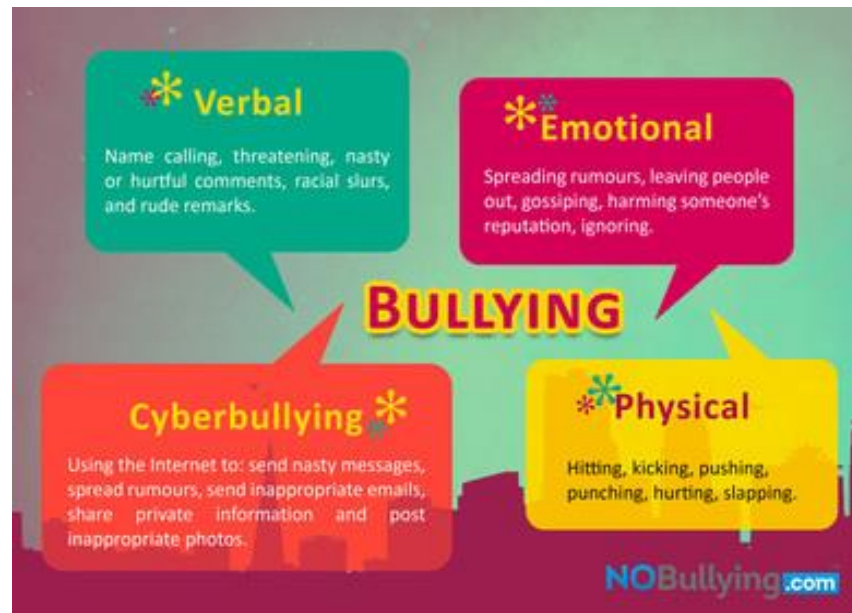 Verbal
Name calling, threatening, nasty
or hurtful comments, racial slurs,
and rude remarks.
Emotional
Spreading rumours, leaving people
out, gossiping, harming someone's
reputation, ignoring.
BULLYING
Cyberbullying
Using the Internet to: send nasty messages,
spread rumours, send inappropriate emails,
share private information and post
inappropriate photos.
Physical
Hitting, kicking, pushing,
punching, hurting, slapping.
NOBullying.com